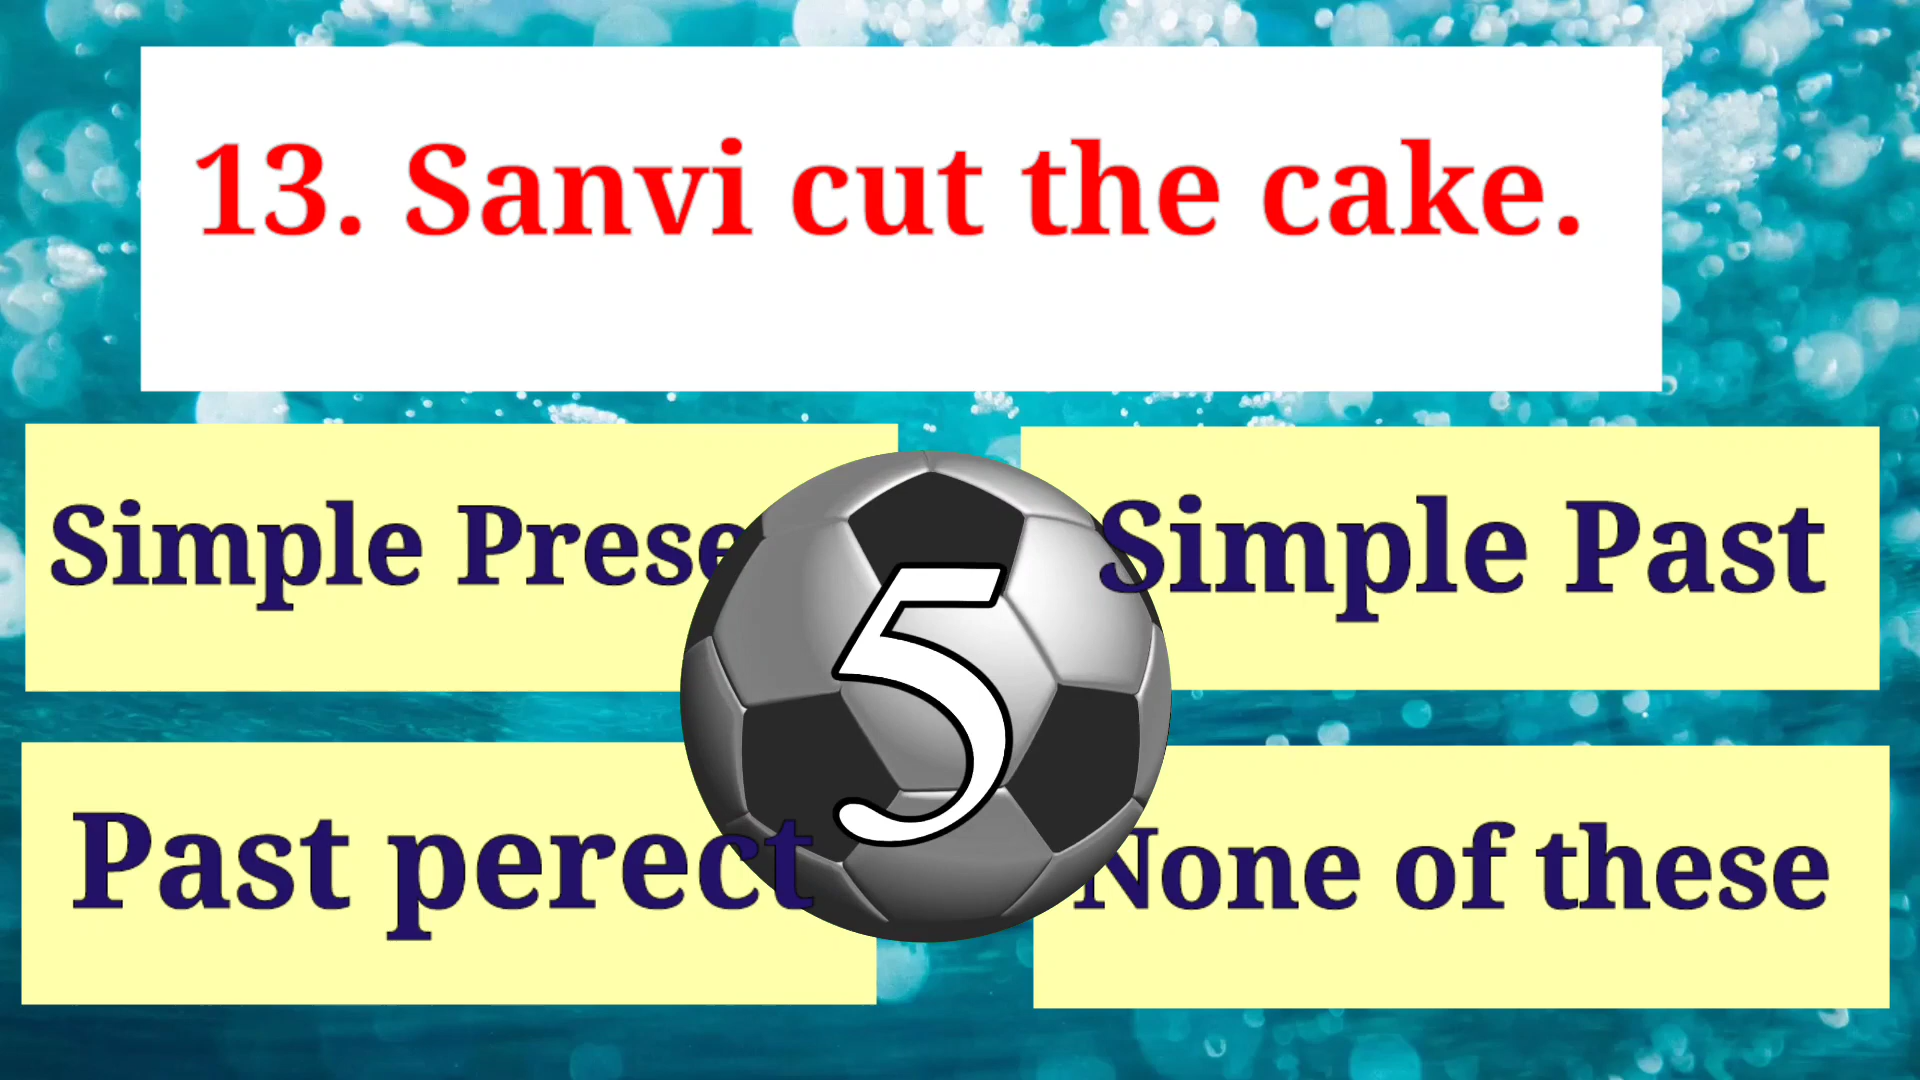 13. Sanvi cut the cake.
Simple Prese
Simple Past
5
Past perect
None of these